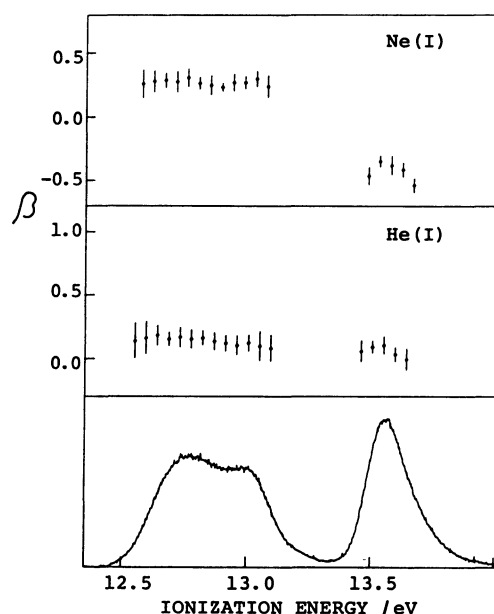 Ne(I)
0.5
0.0
-0.5
β
He(I)
1.0
0.5
0.0
12.5 13.0 13.5
IONIZATION ENERGY /eV